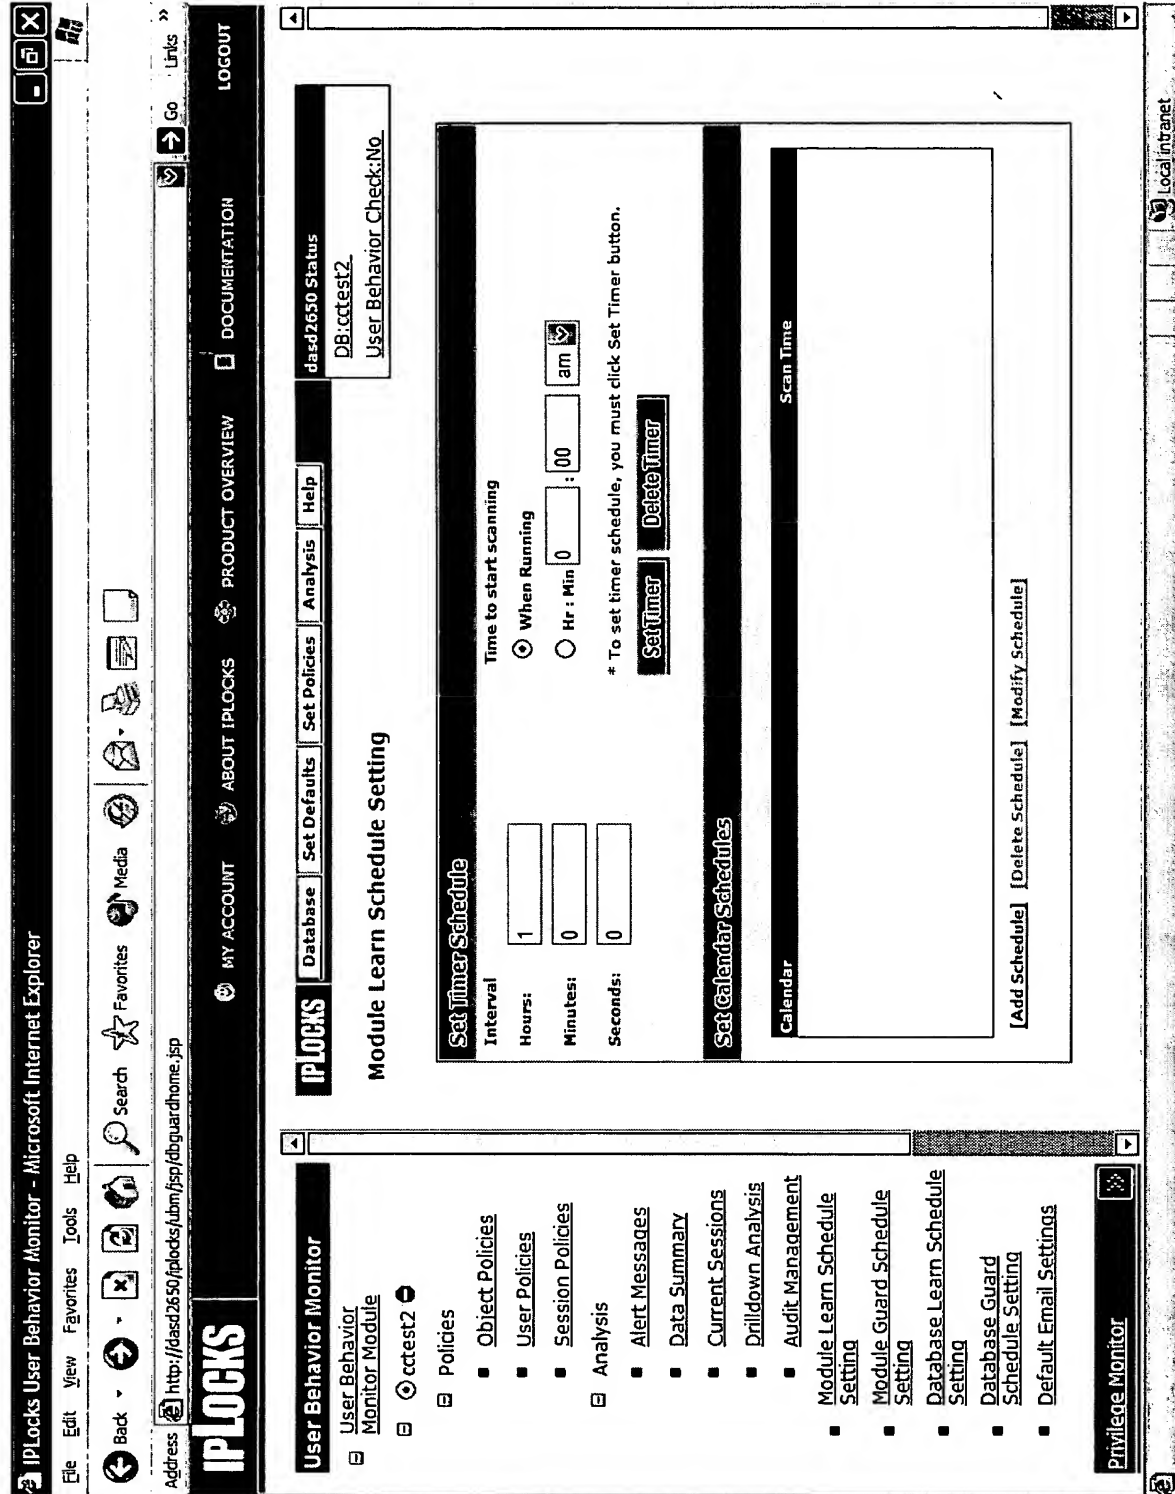 IPLocks User Behavior Monitor - Microsoft Internet Explorer
File Edit View Favorites Tools Help
Back Search Favorites Media
Address http://dasd2650/iplocks/ubm/jsp/dbguardhome.jsp Go Links »
IPLOCKS MY ACCOUNT ABOUT IPLOCKS PRODUCT OVERVIEW DOCUMENTATION LOGOUT
User Behavior Monitor
User Behavior
Monitor Module
cctest2
Policies
Object Policies
User Policies
Session Policies
Analysis
Alert Messages
Data Summary
Current Sessions
Drilldown Analysis
Audit Management
Module Learn Schedule
Setting
Module Guard Schedule
Setting
Database Learn Schedule
Setting
Database Guard
Schedule Setting
Default Email Settings
Privilege Monitor
IPLOCKS Database Set Defaults Set Policies Analysis Help
dasd2650 Status
DB:cctest2
User Behavior Check:No
Module Learn Schedule Setting
Set Timer Schedule
Interval Time to start scanning
Hours: 1 When Running
Minutes: 0 Hr : Min 0 : 00 am
Seconds: 0 * To set timer schedule, you must click Set Timer button.
Set Timer Delete Timer
Set Calendar Schedules
Calendar Scan Time
[Add Schedule] [Delete Schedule] [Modify Schedule]
Local intranet